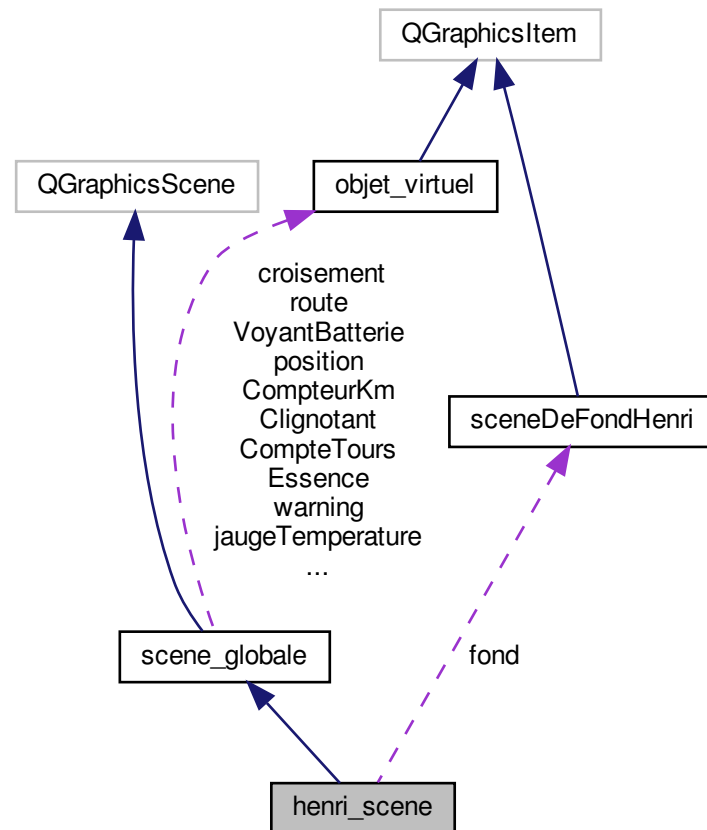 QGraphicsItem
QGraphicsScene
objet_virtuel
croisement
route
VoyantBatterie
position
CompteurKm
Clignotant
CompteTours
Essence
warning
jaugeTemperature
...
sceneDeFondHenri
scene_globale
fond
henri_scene